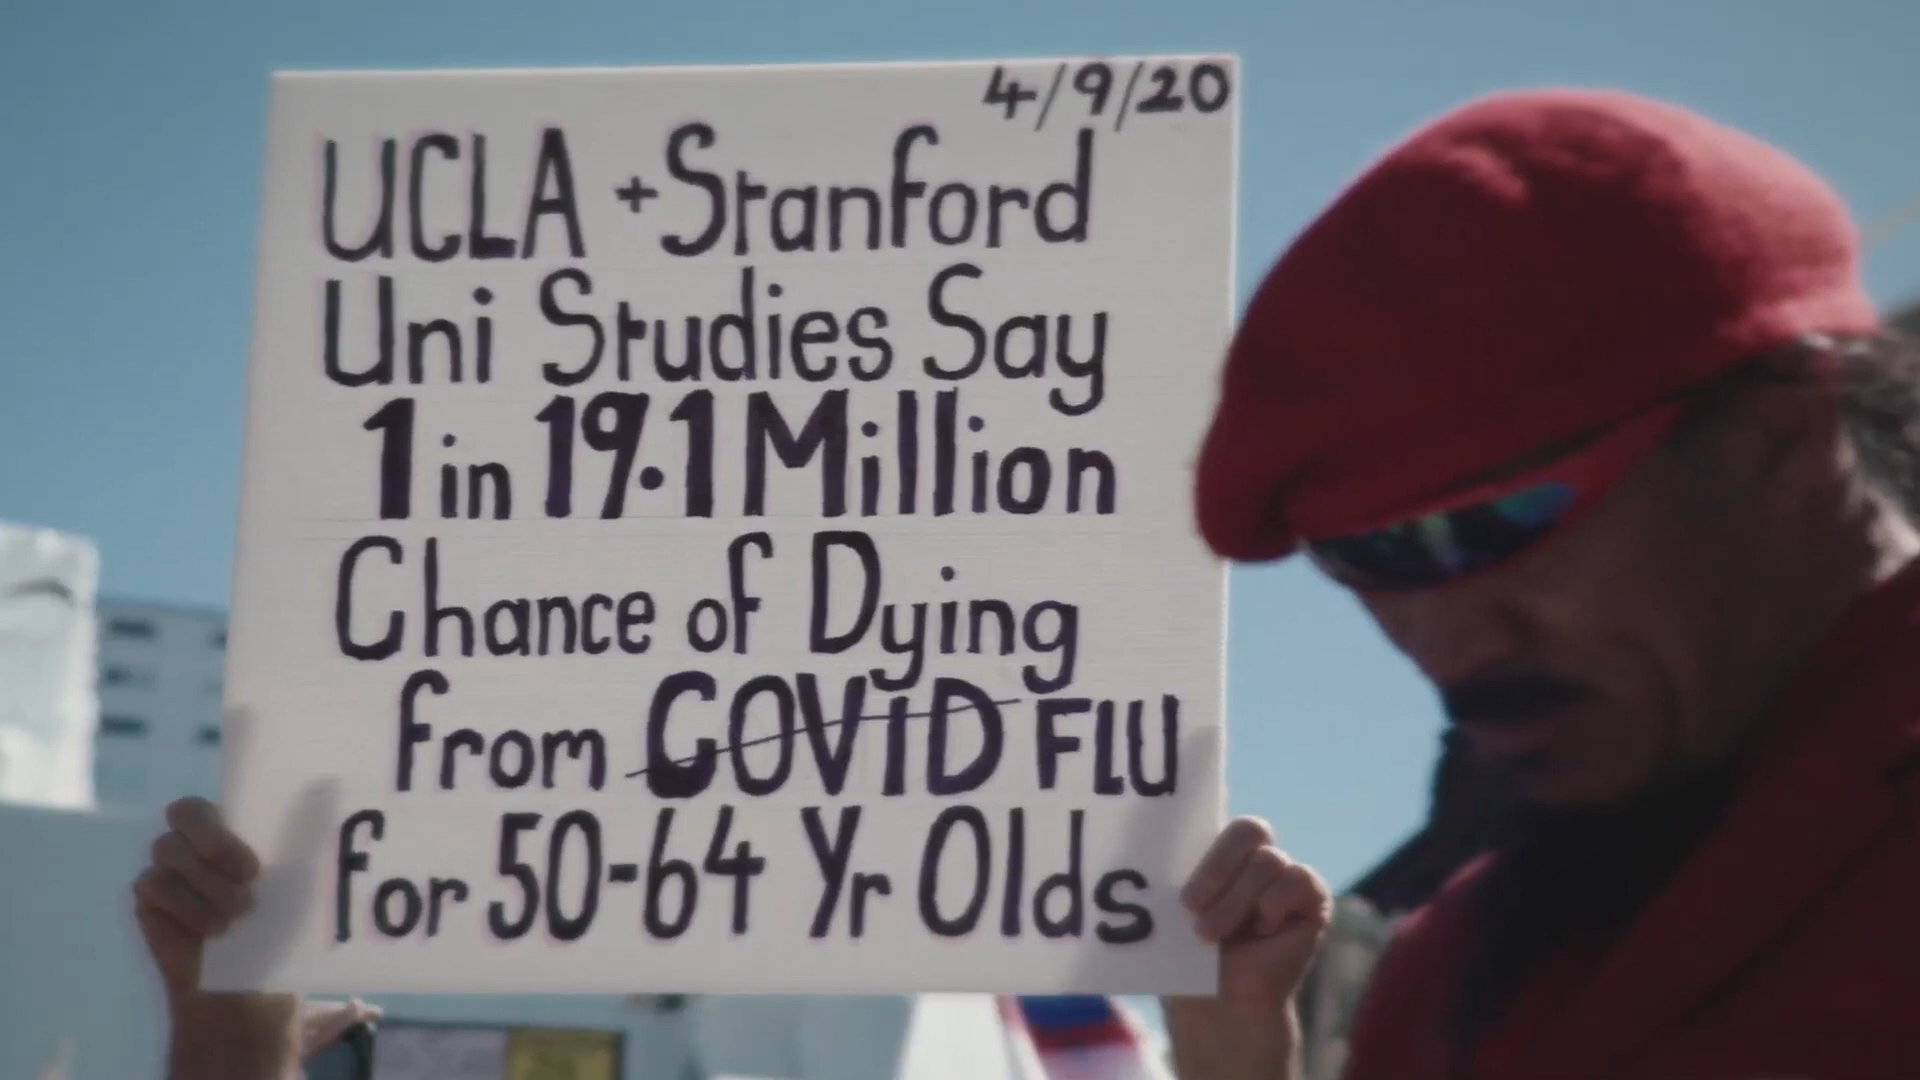 4/9/20
UCLA + Stanford
Uni Studies Say
1 in 19.1 Million
Chance of Dying
from COVID FLU
for 50-64 Yr Olds